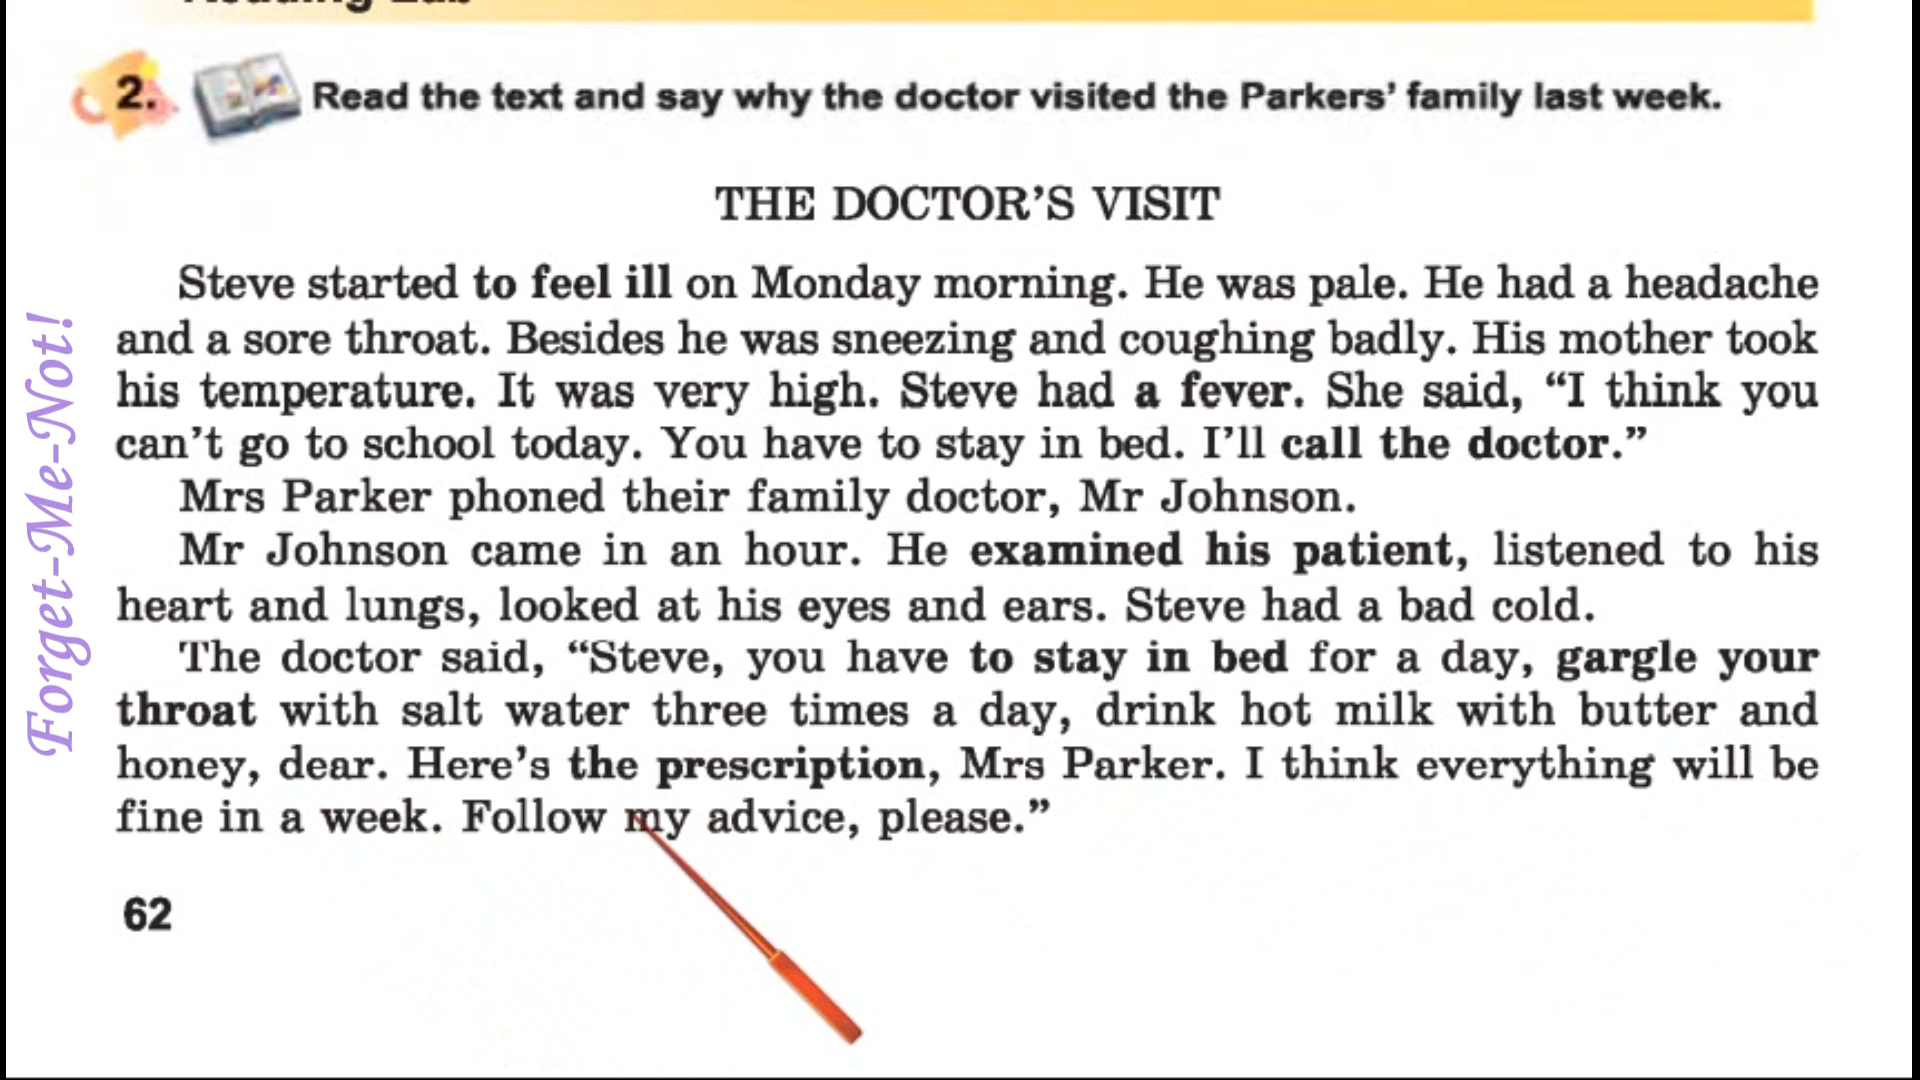 2. Read the text and say why the doctor visited the Parkers’ family last week.
THE DOCTOR’S VISIT
Steve started to feel ill on Monday morning. He was pale. He had a headache
and a sore throat. Besides he was sneezing and coughing badly. His mother took
his temperature. It was very high. Steve had a fever. She said, “I think you
can’t go to school today. You have to stay in bed. I’ll call the doctor.”
Mrs Parker phoned their family doctor, Mr Johnson.
Mr Johnson came in an hour. He examined his patient, listened to his
heart and lungs, looked at his eyes and ears. Steve had a bad cold.
The doctor said, “Steve, you have to stay in bed for a day, gargle your
throat with salt water three times a day, drink hot milk with butter and
honey, dear. Here’s the prescription, Mrs Parker. I think everything will be
fine in a week. Follow my advice, please.”
62
Forget-Me-Not!